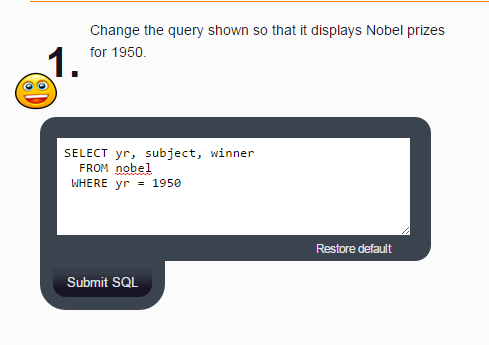 Change the query shown so that it displays Nobel prizes
for 1950.
1.
SELECT yr, subject, winner
FROM nobel
WHERE yr = 1950
Restore default
Submit SQL